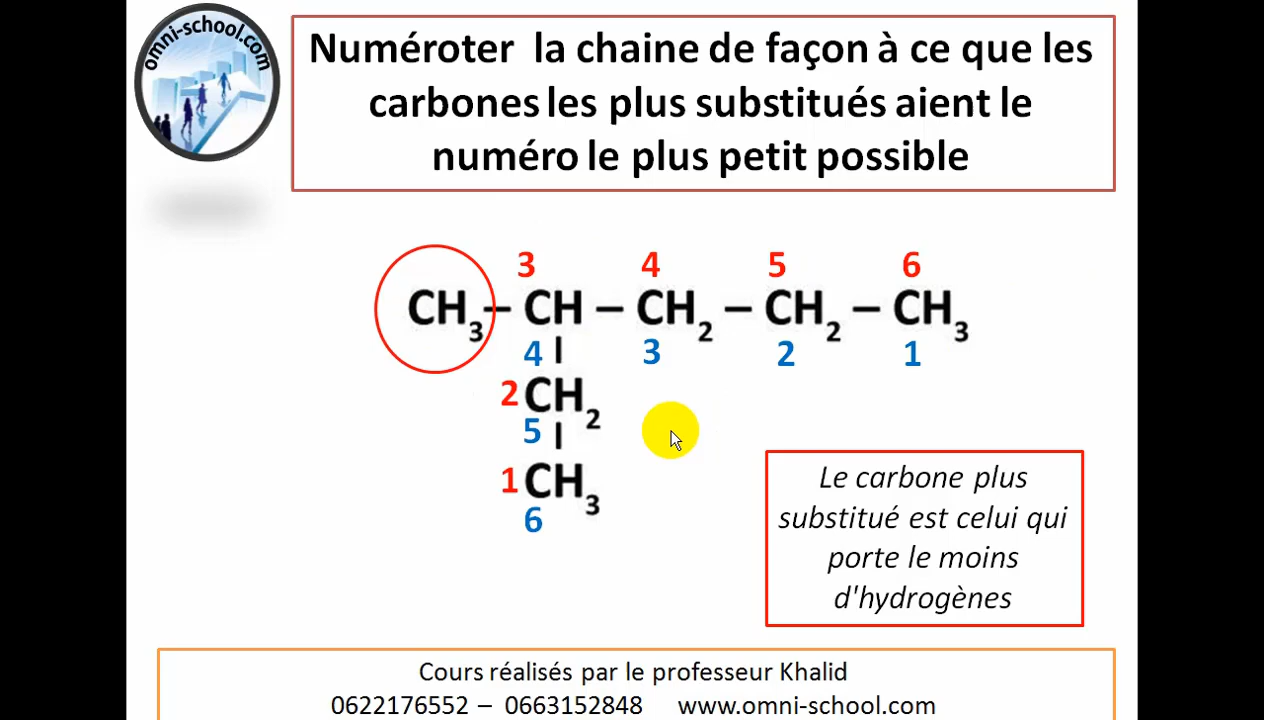 omni-school.com
Numéroter la chaine de façon à ce que les
carbones les plus substitués aient le
numéro le plus petit possible
3 4 5 6
CH₃ – CH – CH₂ – CH₂ – CH₃
4 3 2 1
2 CH₂
5
1 CH₃
6
Le carbone plus
substitué est celui qui
porte le moins
d'hydrogènes
Cours réalisés par le professeur Khalid
0622176552 – 0663152848 www.omni-school.com